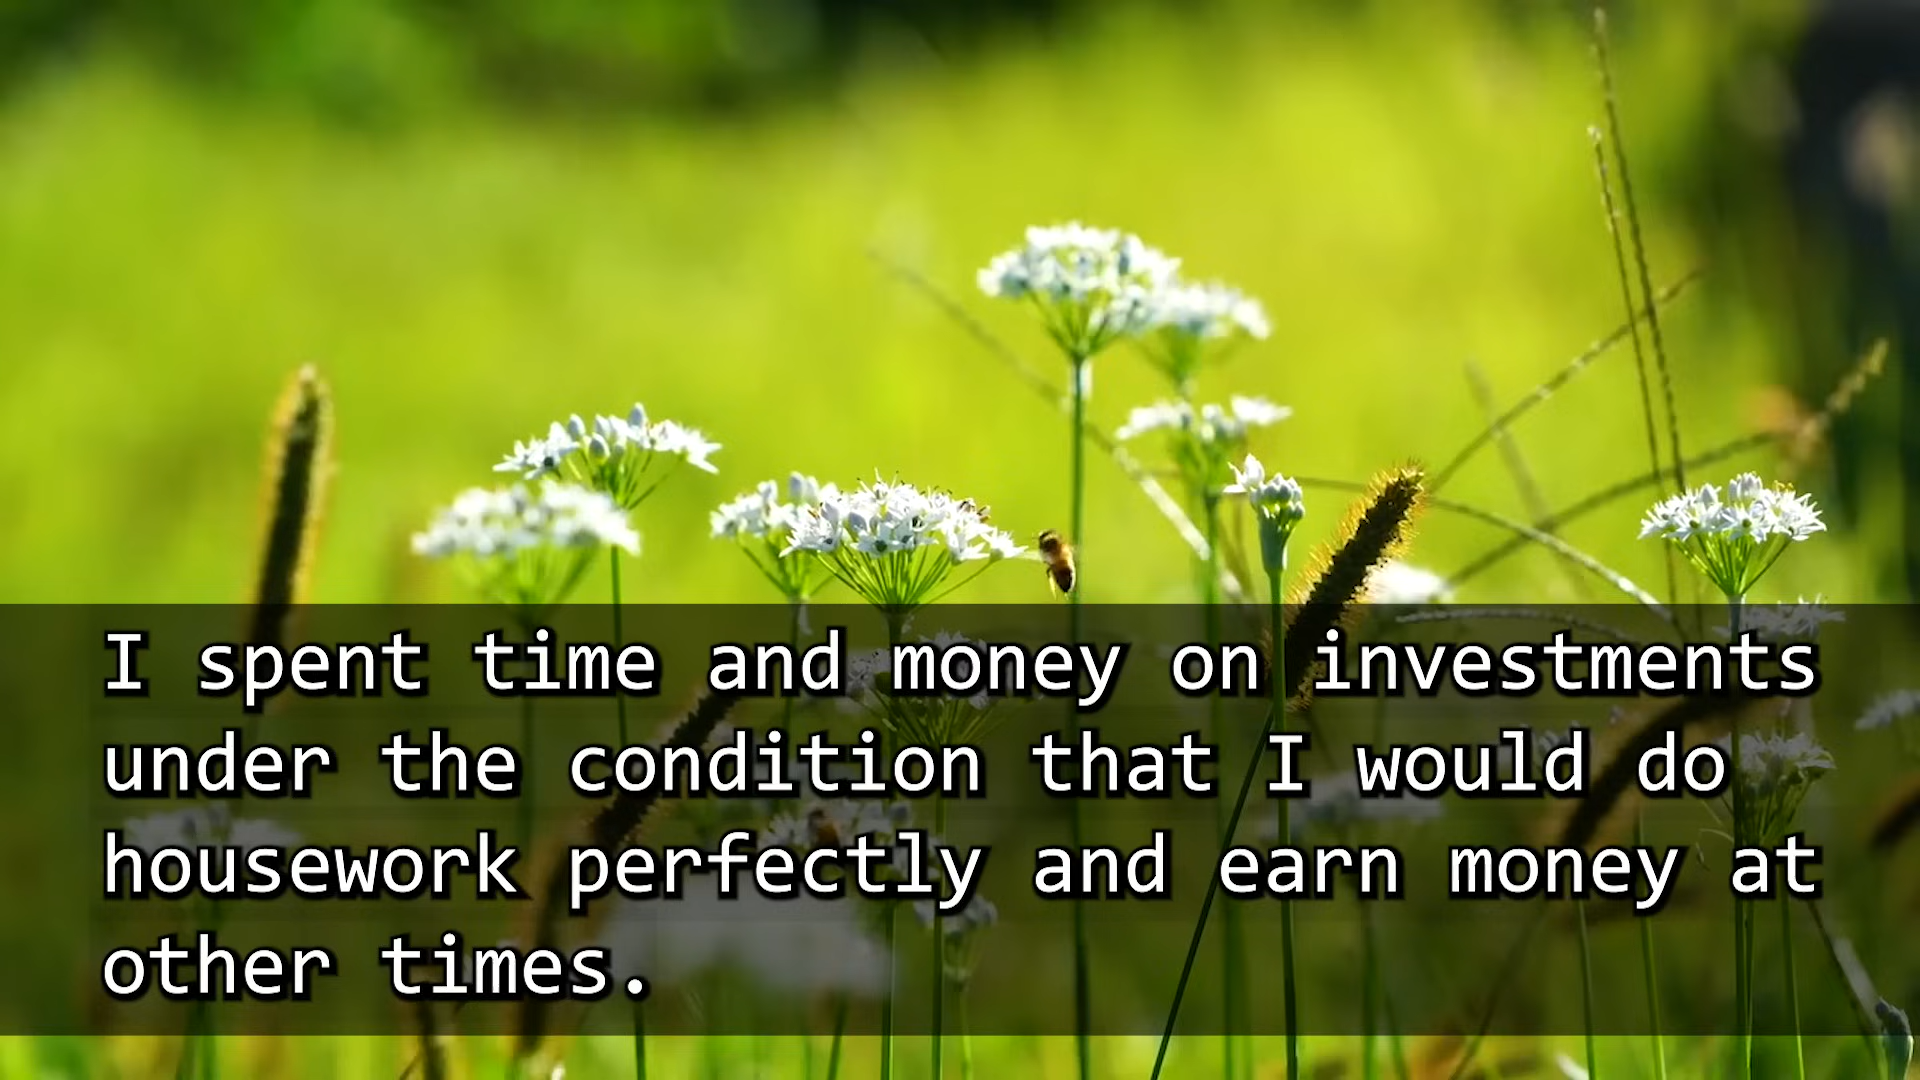 I spent time and money on investments
under the condition that I would do
housework perfectly and earn money at
other times.